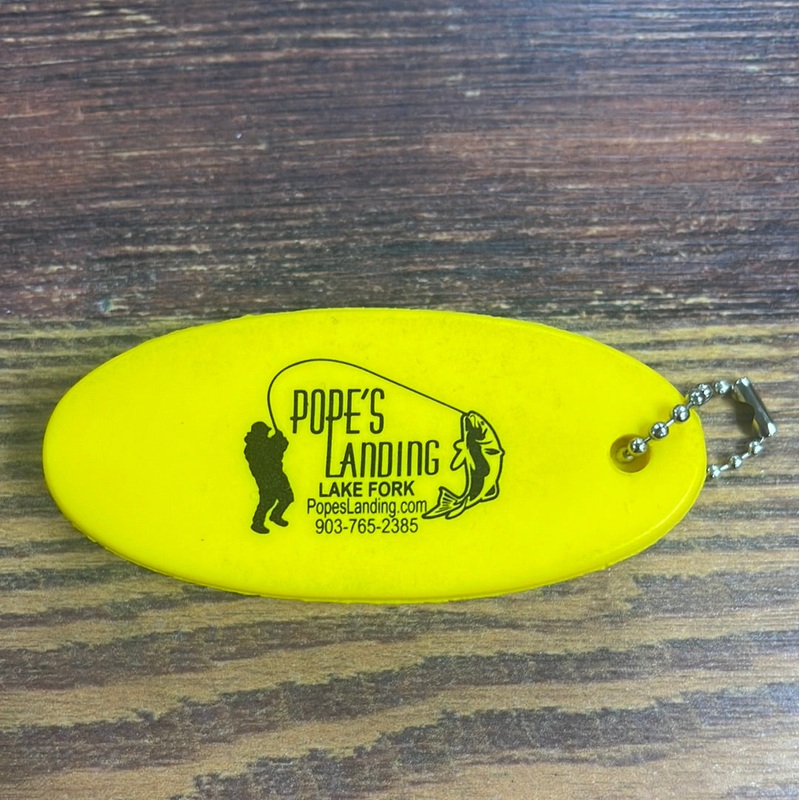 POPE'S
LANDING
LAKE FORK
PopesLanding.com
903-765-2385